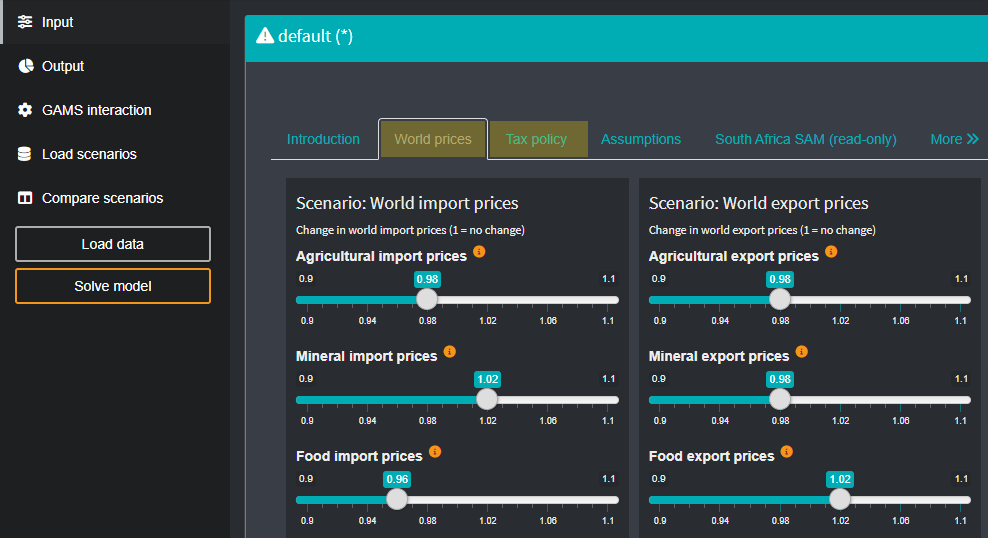 Input
Output
GAMS interaction
Load scenarios
Compare scenarios
Load data
Solve model
default (*)
Introduction World prices Tax policy Assumptions South Africa SAM (read-only) More
Scenario: World import prices
Change in world import prices (1 = no change)
Agricultural import prices
0.9 0.98 1.1
0.9 0.94 0.98 1.02 1.06 1.1
Mineral import prices
0.9 1.02 1.1
0.9 0.94 0.98 1.02 1.06 1.1
Food import prices
0.9 0.96 1.1
0.9 0.94 0.98 1.02 1.06 1.1
Scenario: World export prices
Change in world export prices (1 = no change)
Agricultural export prices
0.9 0.98 1.1
0.9 0.94 0.98 1.02 1.06 1.1
Mineral export prices
0.9 0.98 1.1
0.9 0.94 0.98 1.02 1.06 1.1
Food export prices
0.9 1.02 1.1
0.9 0.94 0.98 1.02 1.06 1.1